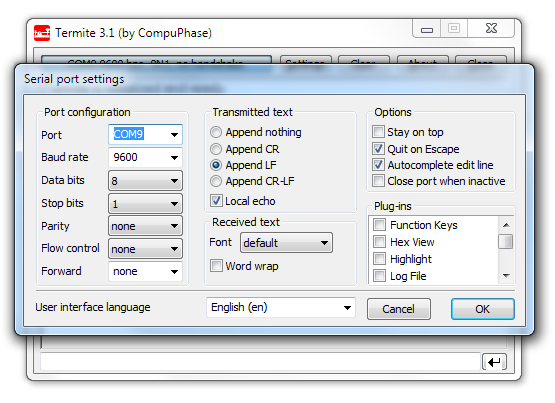 Termite 3.1 (by CompuPhase)
COM9 9600 bps, 8N1, no handshake Settings Clear About Close
Serial port settings
Port configuration
Port COM9
Baud rate 9600
Data bits 8
Stop bits 1
Parity none
Flow control none
Forward none
Transmitted text
Append nothing
Append CR
Append LF
Append CR-LF
Local echo
Received text
Font default
Word wrap
Options
Stay on top
Quit on Escape
Autocomplete edit line
Close port when inactive
Plug-ins
Function Keys
Hex View
Highlight
Log File
User interface language English (en) Cancel OK